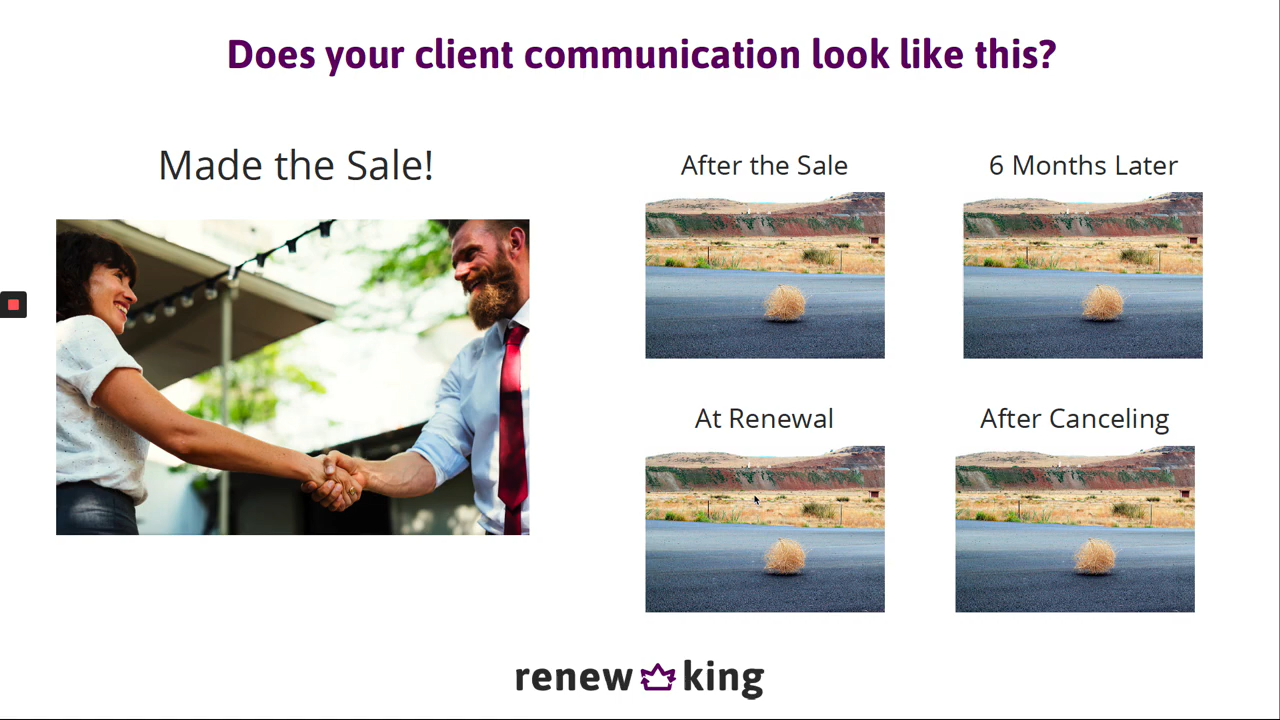 Does your client communication look like this?
Made the Sale!
After the Sale
6 Months Later
At Renewal
After Canceling
renew king